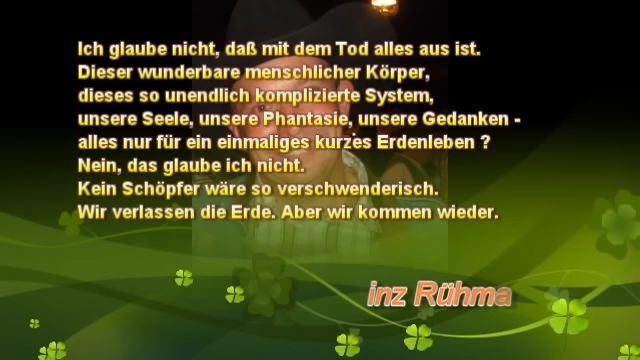 Ich glaube nicht, daß mit dem Tod alles aus ist.
Dieser wunderbare menschlicher Körper,
dieses so unendlich komplizierte System,
unsere Seele, unsere Phantasie, unsere Gedanken -
alles nur für ein einmaliges kurzes Erdenleben ?
Nein, das glaube ich nicht.
Kein Schöpfer wäre so verschwenderisch.
Wir verlassen die Erde. Aber wir kommen wieder.
inz Rühma